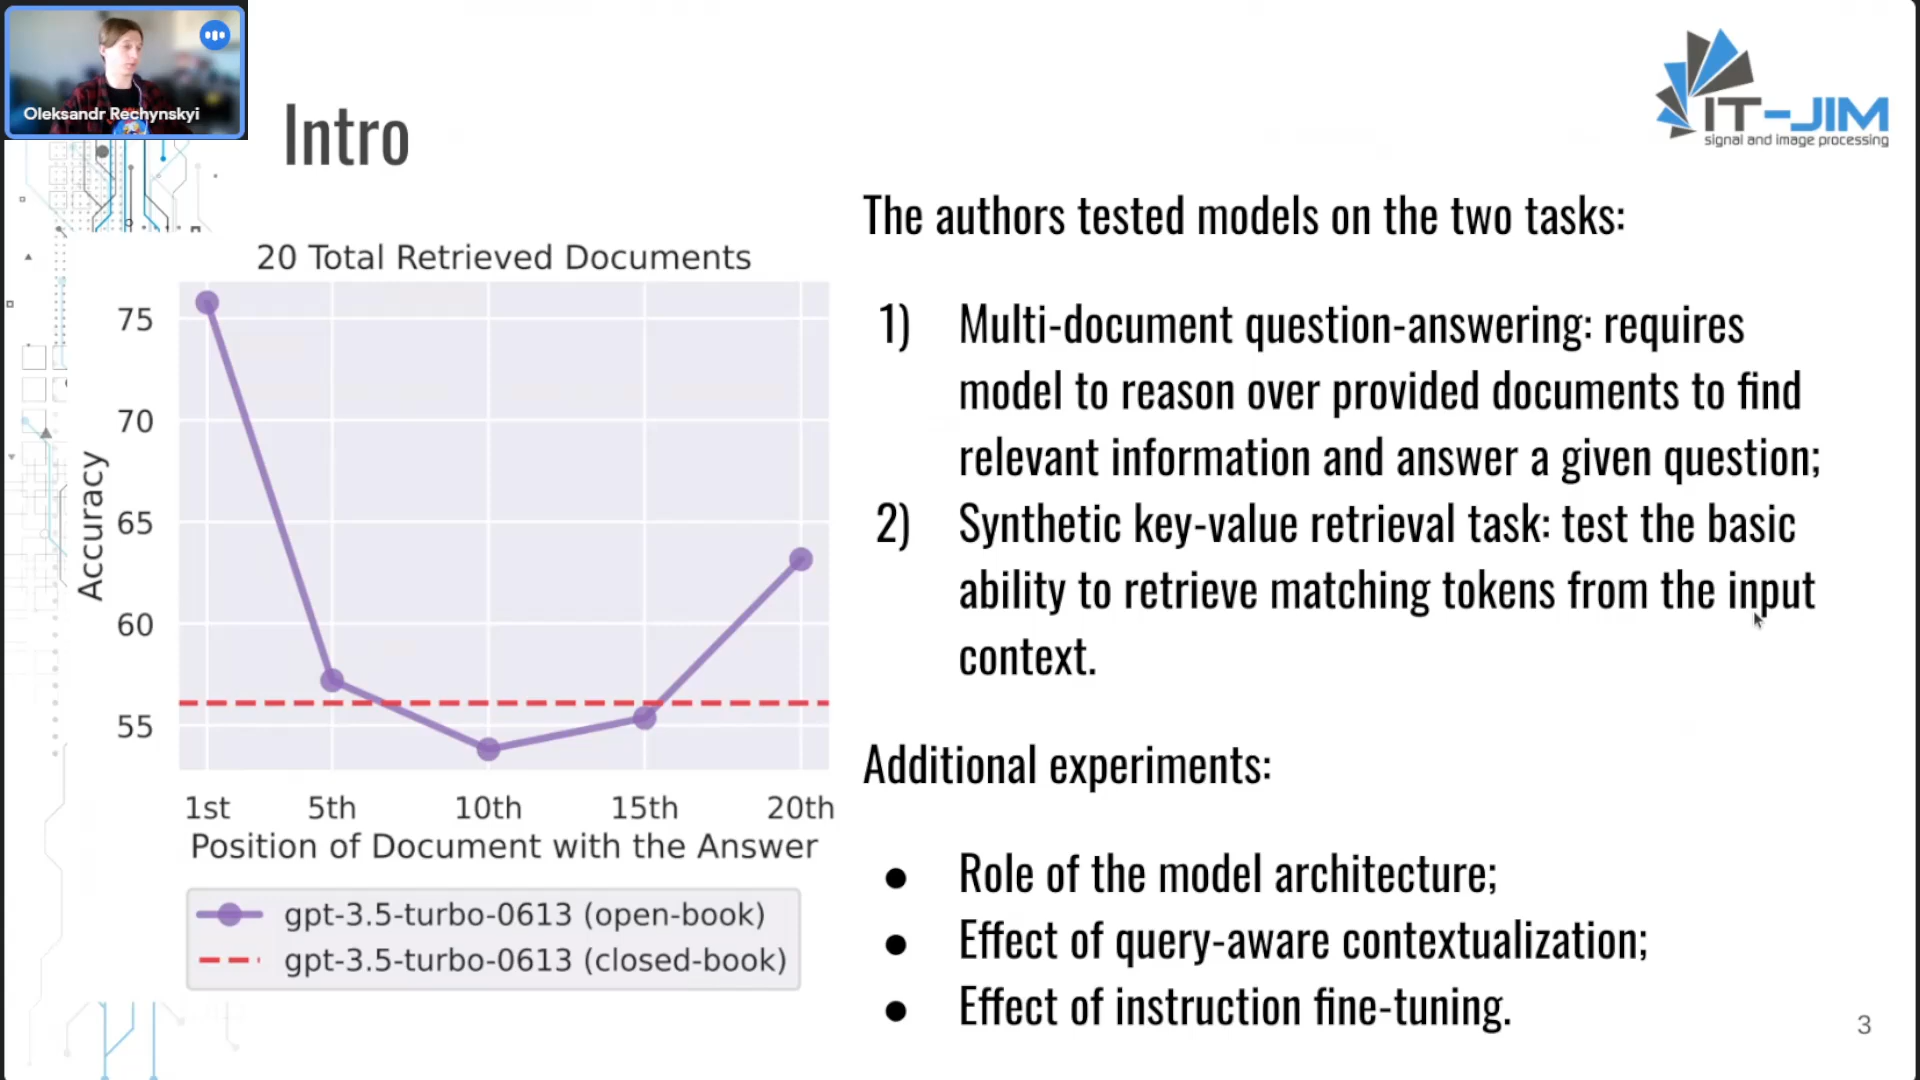 Oleksandr Rechynskyi
Intro
IT-JIM
signal and image processing
20 Total Retrieved Documents
75
70
65
60
55
Accuracy
1st 5th 10th 15th 20th
Position of Document with the Answer
gpt-3.5-turbo-0613 (open-book)
gpt-3.5-turbo-0613 (closed-book)
The authors tested models on the two tasks:
1) Multi-document question-answering: requires
model to reason over provided documents to find
relevant information and answer a given question;
2) Synthetic key-value retrieval task: test the basic
ability to retrieve matching tokens from the input
context.
Additional experiments:
● Role of the model architecture;
● Effect of query-aware contextualization;
● Effect of instruction fine-tuning.
3